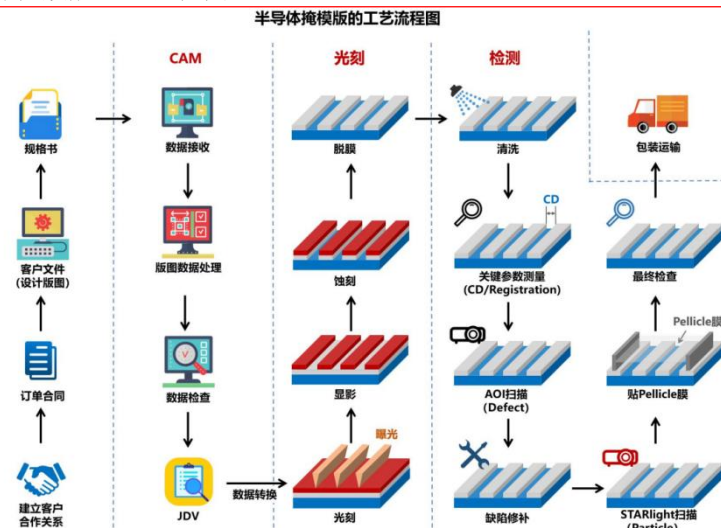 半导体掩模版的工艺流程图
CAM
光刻
检测
规格书
数据接收
脱膜
清洗
包装运输
CD
客户文件
(设计版图)
版图数据处理
蚀刻
关键参数测量
(CD/Registration)
最终检查
Pellicle膜
订单合同
数据检查
显影
AOI扫描
(Defect)
贴Pellicle膜
曝光
建立客户
合作关系
JDV
数据转换
光刻
缺陷修补
STARlight扫描
(Particle)